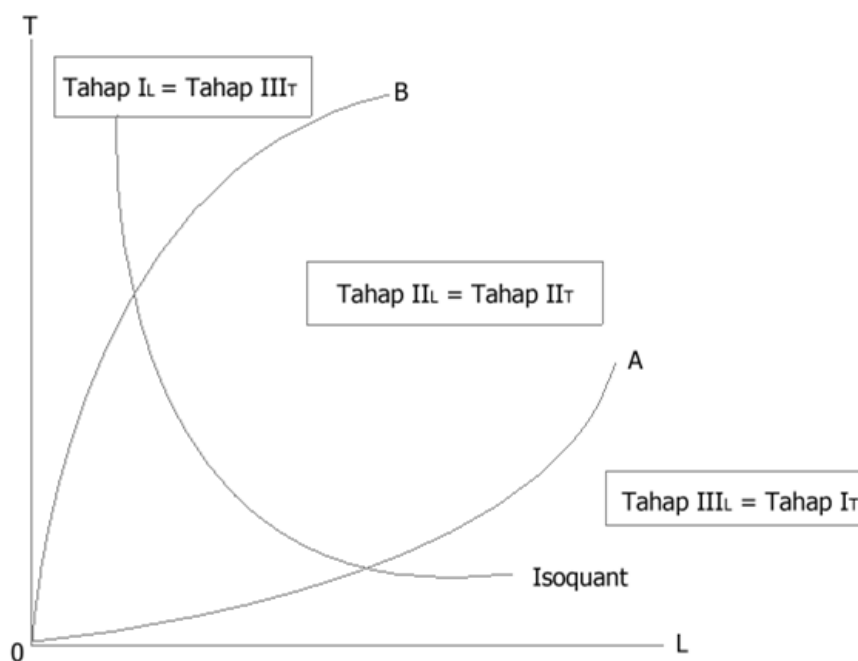 T
Tahap IL = Tahap IIIT
B
Tahap IIL = Tahap IIT
A
Tahap IIIL = Tahap IT
Isoquant
0
L